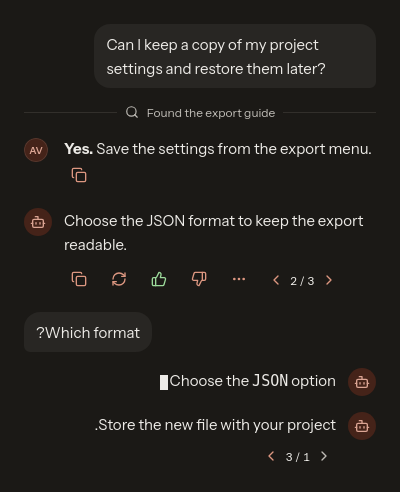 Can I keep a copy of my project
settings and restore them later?
Found the export guide
AV
Yes. Save the settings from the export menu.
Choose the JSON format to keep the export
readable.
2 / 3
?Which format
Choose the JSON option
.Store the new file with your project
3 / 1